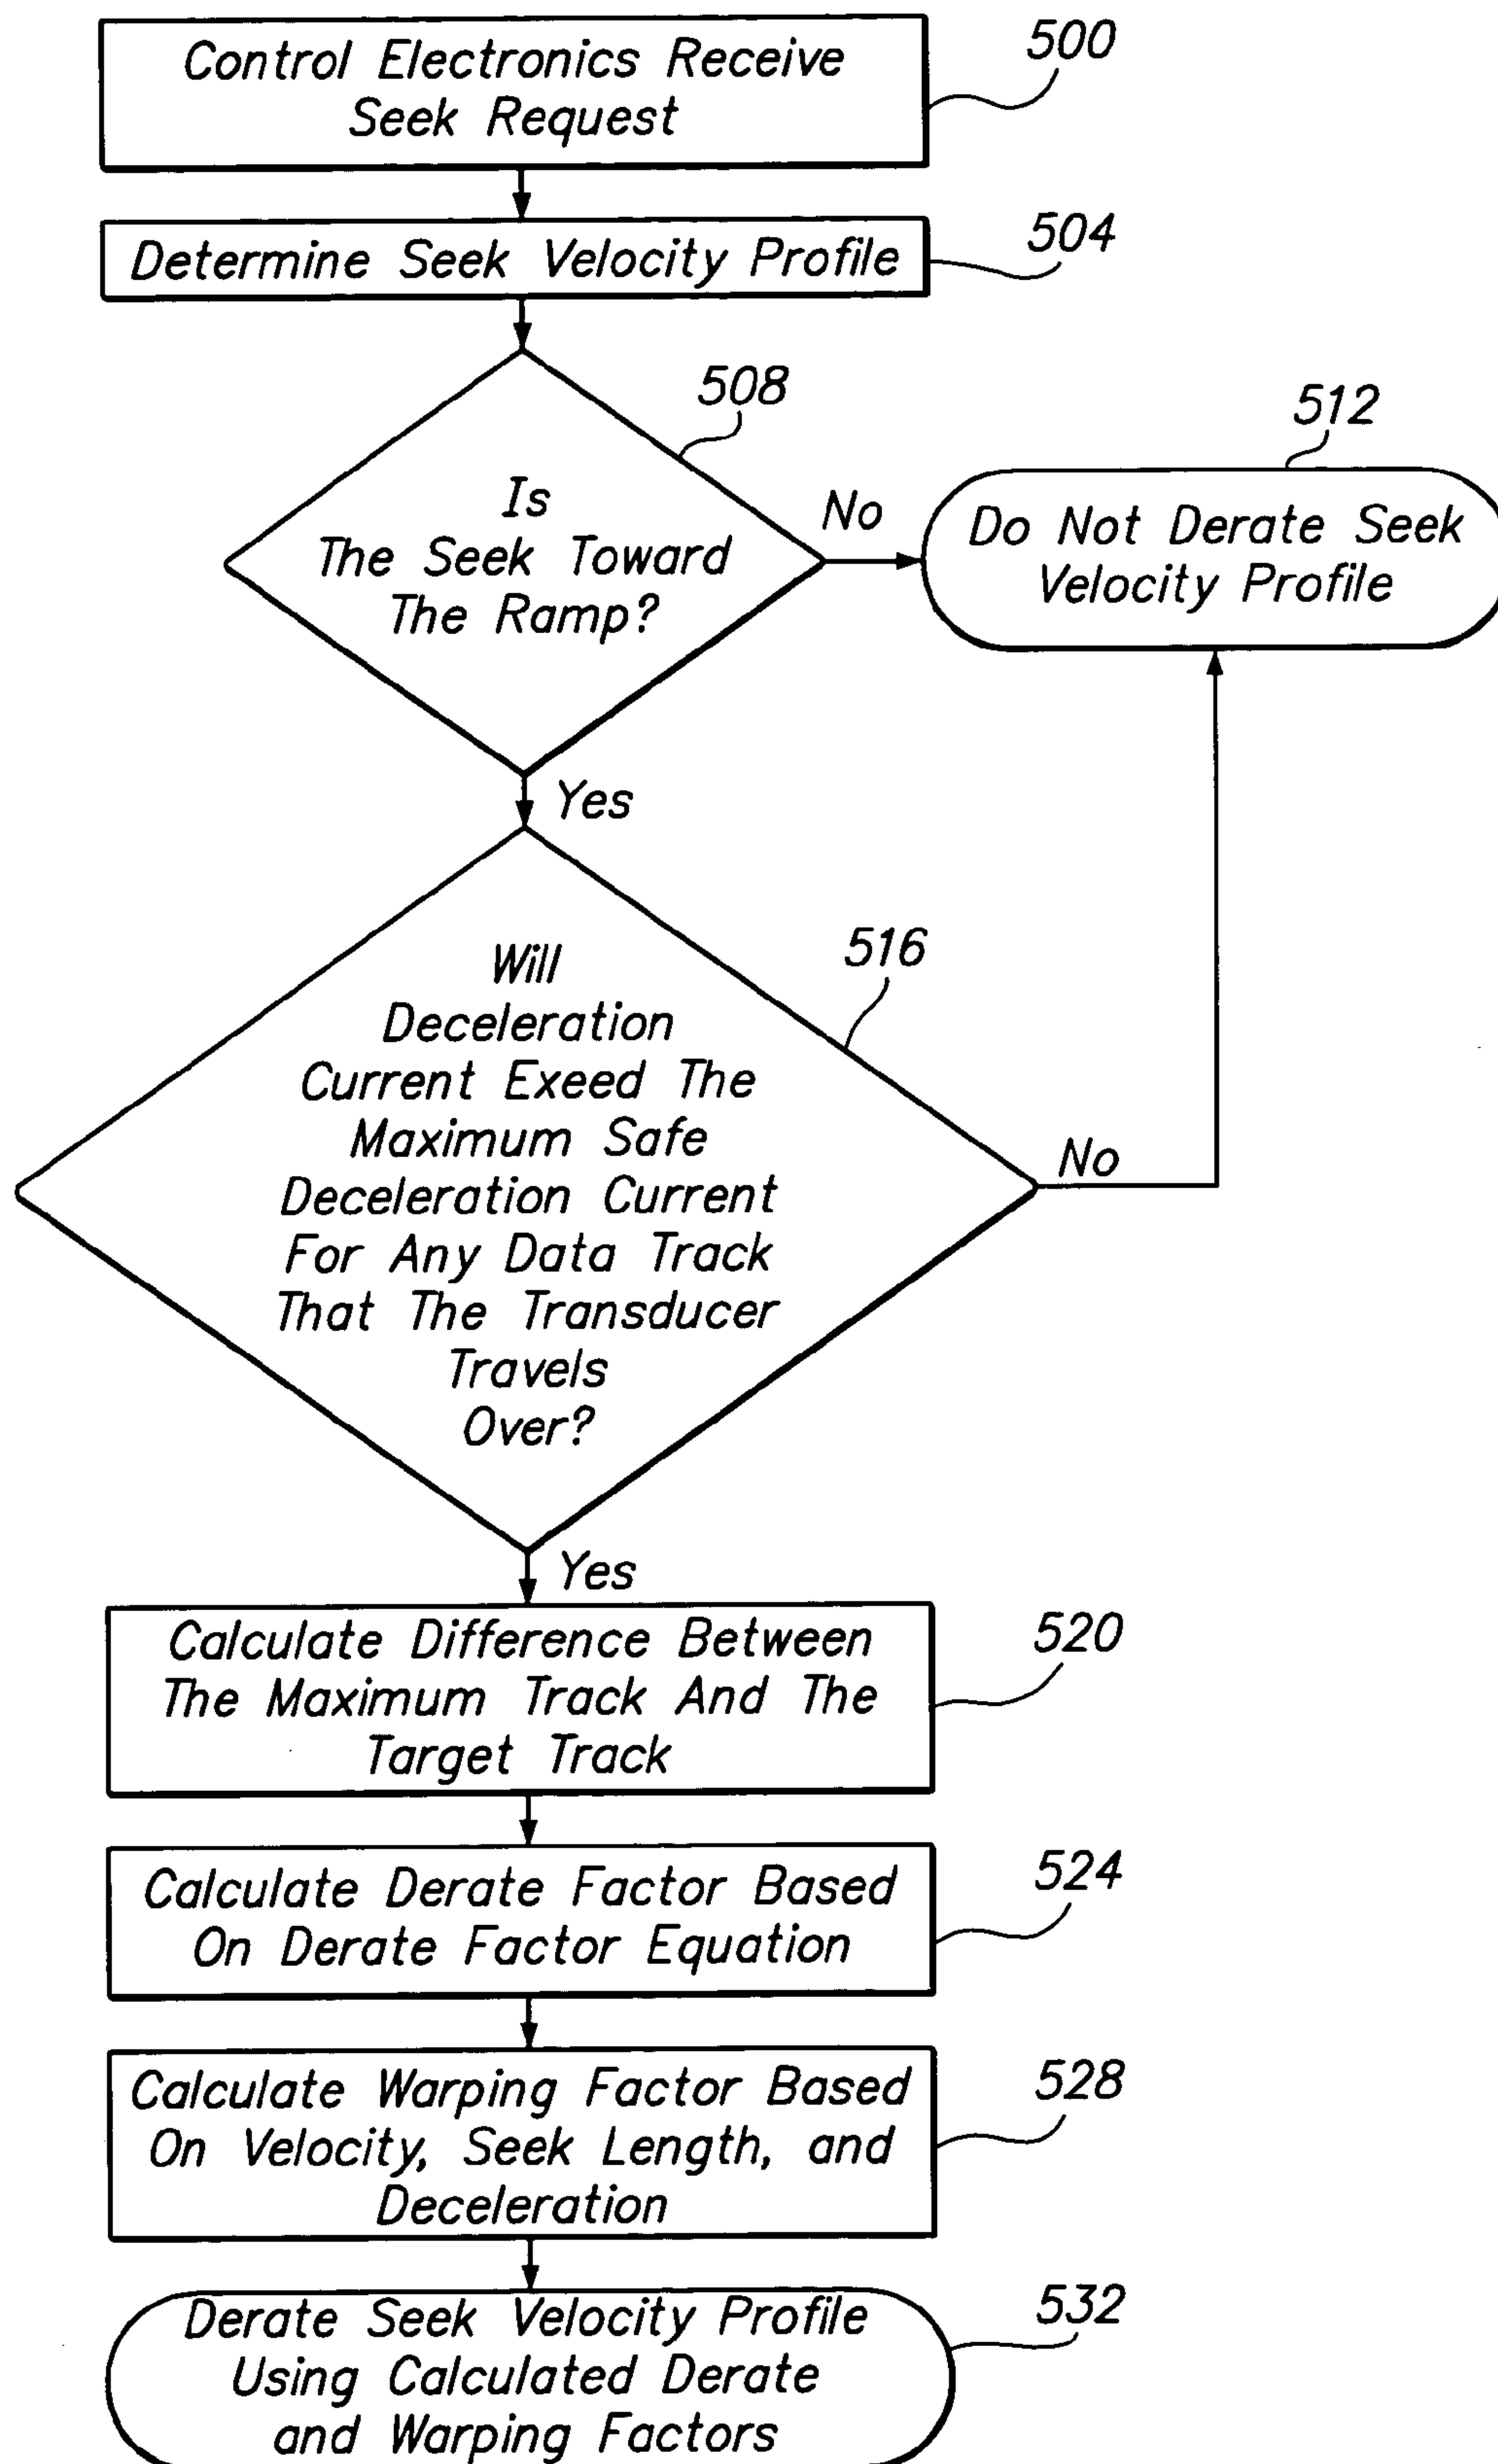 Control Electronics Receive
Seek Request
500
Determine Seek Velocity Profile
504
508
Is
The Seek Toward
The Ramp?
No
512
Do Not Derate Seek
Velocity Profile
Yes
516
Will
Deceleration
Current Exeed The
Maximum Safe
Deceleration Current
For Any Data Track
That The Transducer
Travels
Over?
No
Yes
Calculate Difference Between
The Maximum Track And The
Target Track
520
Calculate Derate Factor Based
On Derate Factor Equation
524
Calculate Warping Factor Based
On Velocity, Seek Length, and
Deceleration
528
Derate Seek Velocity Profile
Using Calculated Derate
and Warping Factors
532